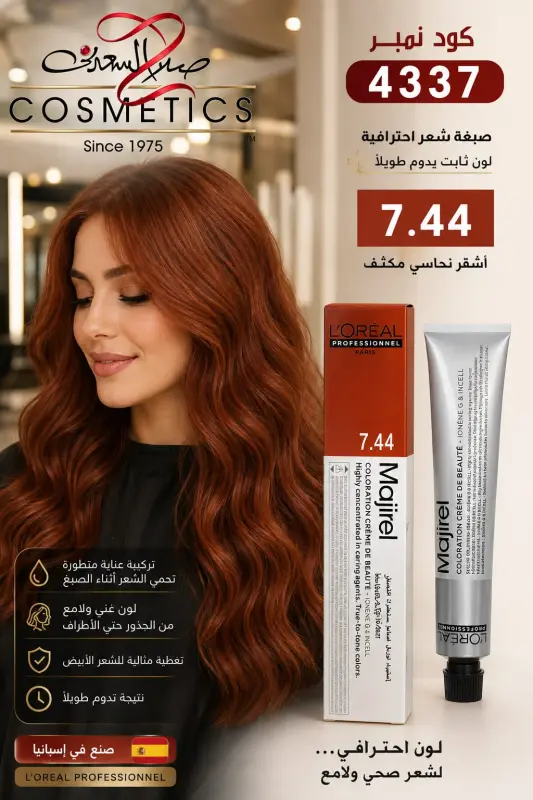 COSMETICS
Since 1975
كود نمبر
4337
صبغة شعر احترافية
لون ثابت يدوم طويلاً
7.44
أشقر نحاسي مكثف
L'ORÉAL
PROFESSIONNEL
PARIS
7.44
Majirel
COLORATION CRÈME DE BEAUTÉ - IONÈNE G & INCELL
Highly concentrated in caring agents. True-to-tone colors.
Majirel
COLORATION CRÈME DE BEAUTÉ - IONÈNE G & INCELL
L'ORÉAL
PROFESSIONNEL
تركيبة عناية متطورة
تحمي الشعر أثناء الصبغ
لون غني ولامع
من الجذور حتي الأطراف
تغطية مثالية للشعر الأبيض
نتيجة تدوم طويلاً
صنع في إسبانيا
L'OREAL PROFESSIONNEL
لون احترافي...
لشعر صحي ولامع